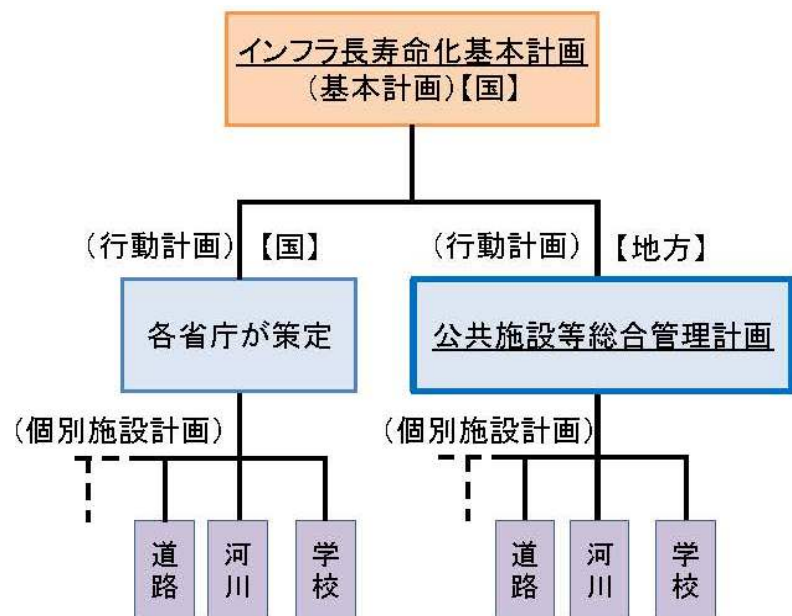 インフラ長寿命化基本計画
(基本計画)【国】
(行動計画)【国】
(行動計画)【地方】
各省庁が策定
公共施設等総合管理計画
(個別施設計画)
(個別施設計画)
道路
河川
学校
道路
河川
学校